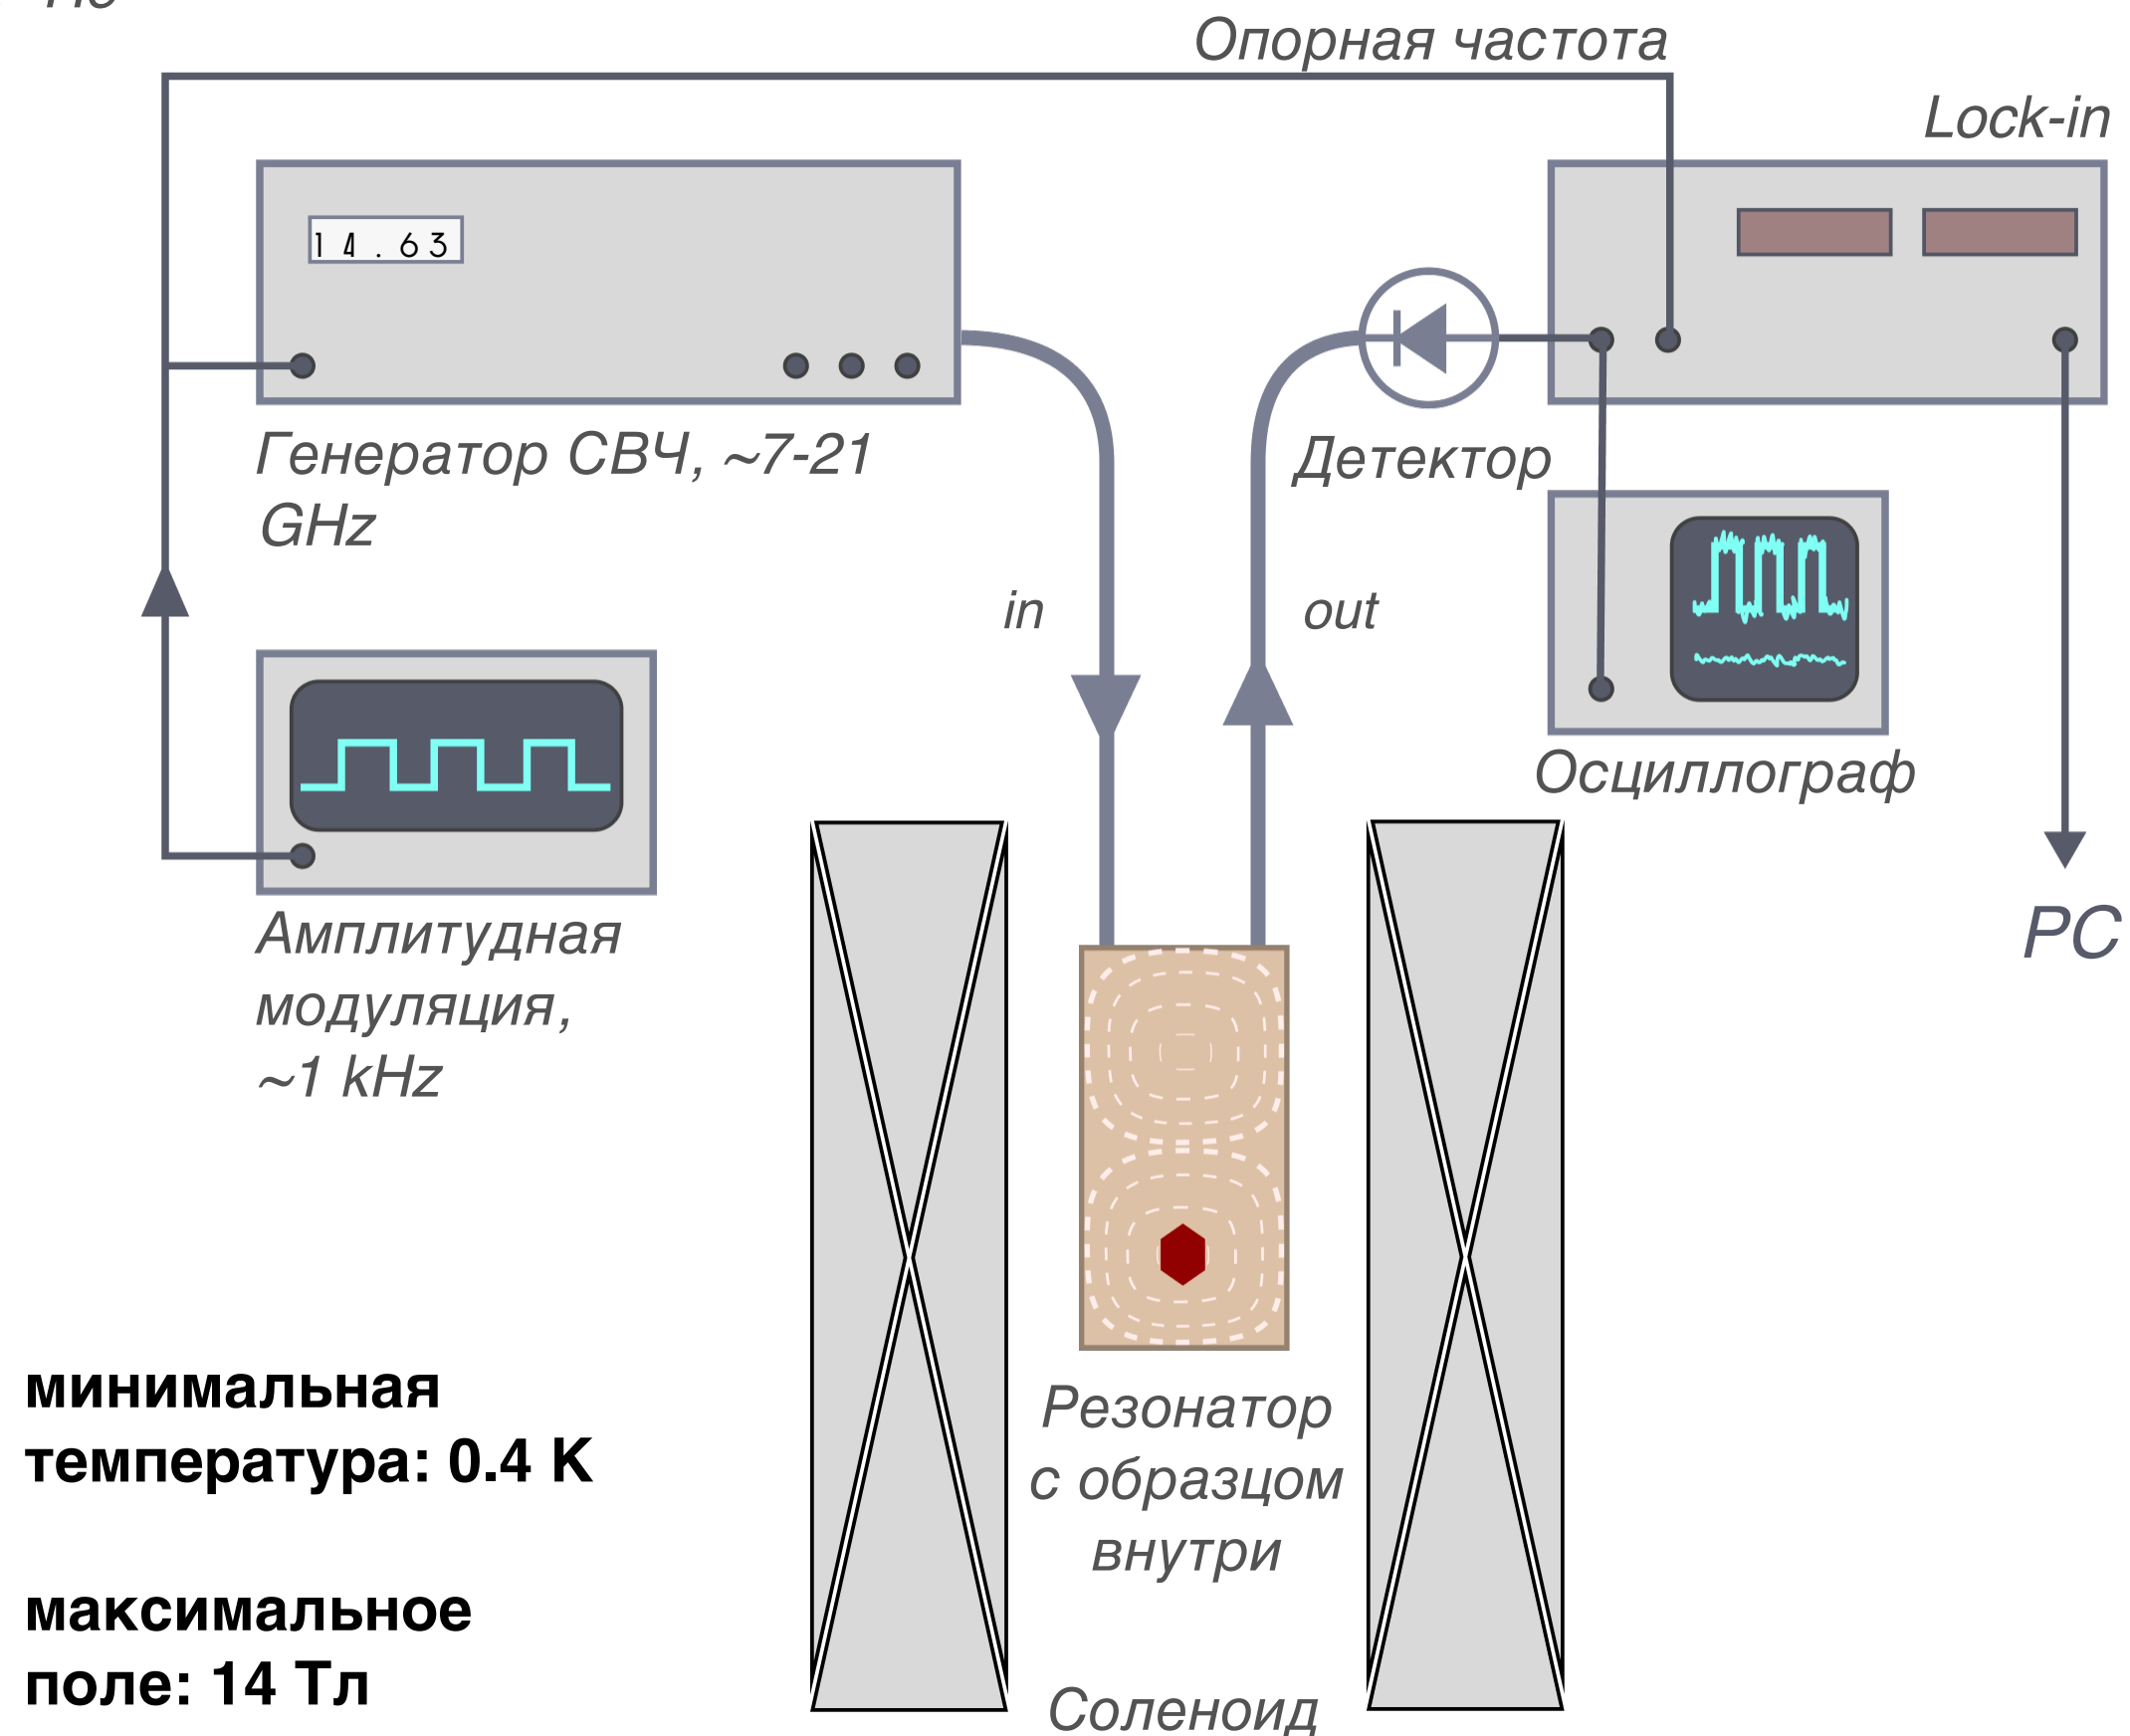 Опорная частота
Lock-in
14.63
Генератор СВЧ, ~7-21
GHz
Детектор
in
out
Осциллограф
Амплитудная
модуляция,
~1 kHz
PC
минимальная
температура: 0.4 К
Резонатор
с образцом
внутри
максимальное
поле: 14 Тл
Соленоид